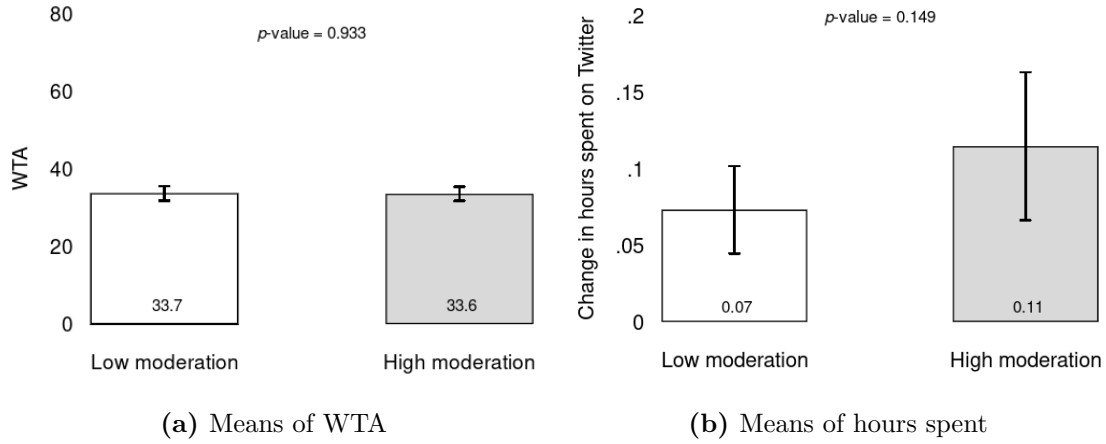 80
p-value = 0.933
60
WTA
40
20
33.7
33.6
0
Low moderation
High moderation
(a) Means of WTA
.2
p-value = 0.149
Change in hours spent on Twitter
.15
.1
.05
0.07
0.11
0
Low moderation
High moderation
(b) Means of hours spent